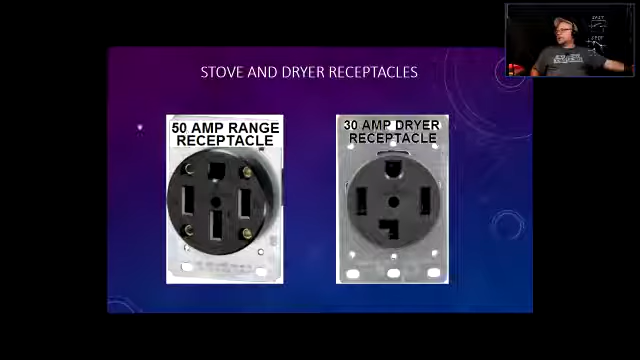 STOVE AND DRYER RECEPTACLES
50 AMP RANGE
RECEPTACLE
30 AMP DRYER
RECEPTACLE